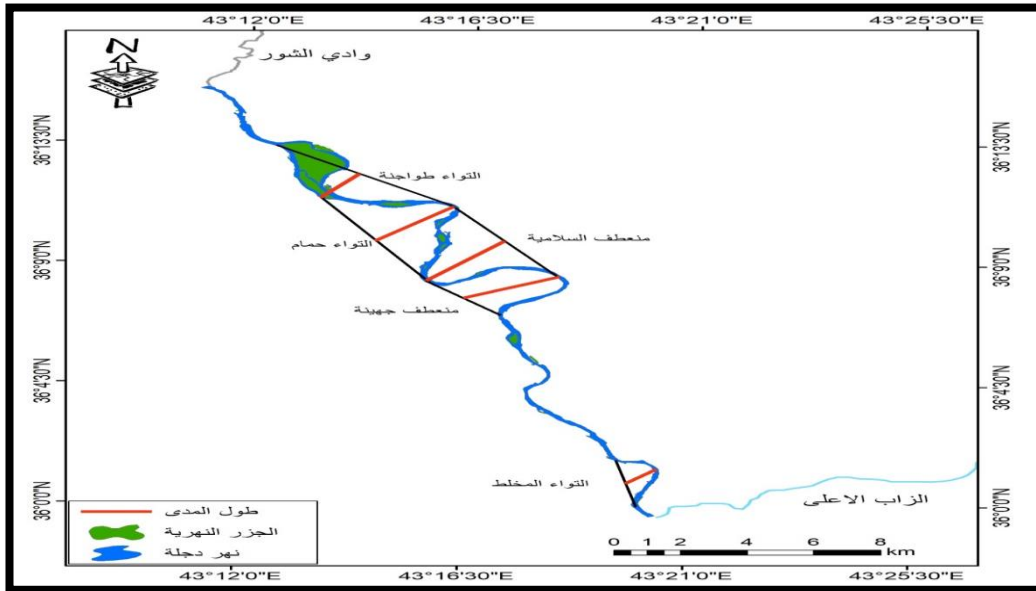 43°12'0"E 43°16'30"E 43°21'0"E 43°25'30"E
N
وادي الشور
36°13'30"N 36°13'30"N
التواء طواجنة
منعطف السلامية
التواء حمام
36°9'0"N 36°9'0"N
منعطف جهينة
36°4'30"N 36°4'30"N
التواء المخلط
الزاب الاعلى
36°0'0"N 36°0'0"N
طول المدى
الجزر النهرية
نهر دجلة
0 1 2 4 6 8
km
43°12'0"E 43°16'30"E 43°21'0"E 43°25'30"E